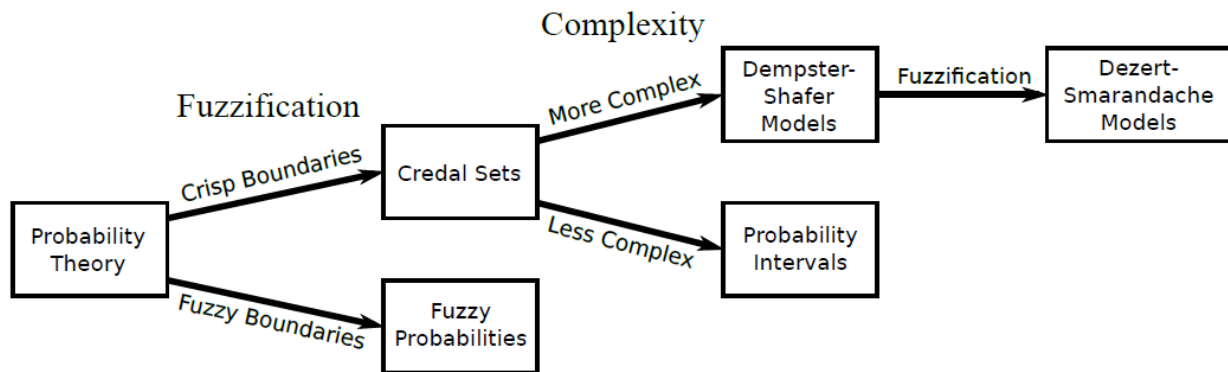 Complexity
Fuzzification
Probability
Theory
Crisp Boundaries
Fuzzy Boundaries
Credal Sets
Fuzzy
Probabilities
More Complex
Less Complex
Dempster-
Shafer
Models
Probability
Intervals
Fuzzification
Dezert-
Smarandache
Models